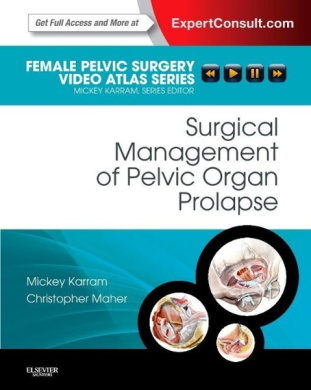 Get Full Access and More at
ExpertConsult.com
FEMALE PELVIC SURGERY
VIDEO ATLAS SERIES
MICKEY KARRAM, SERIES EDITOR
Surgical
Management
of Pelvic Organ
Prolapse
Mickey Karram
Christopher Maher
ELSEVIER
SAUNDERS